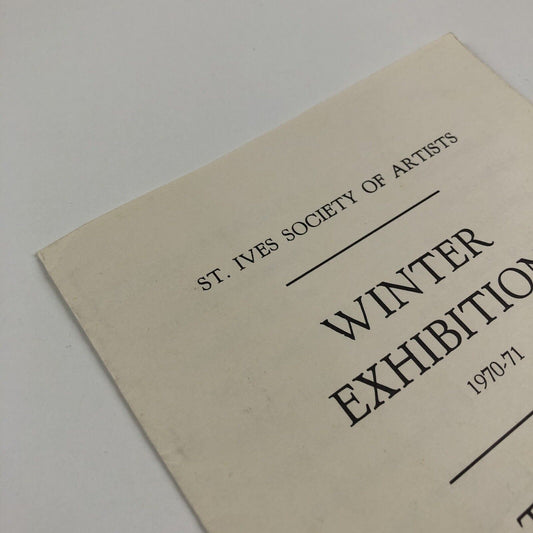 ST. IVES SOCIETY OF ARTISTS
WINTER
EXHIBITION
1970-71